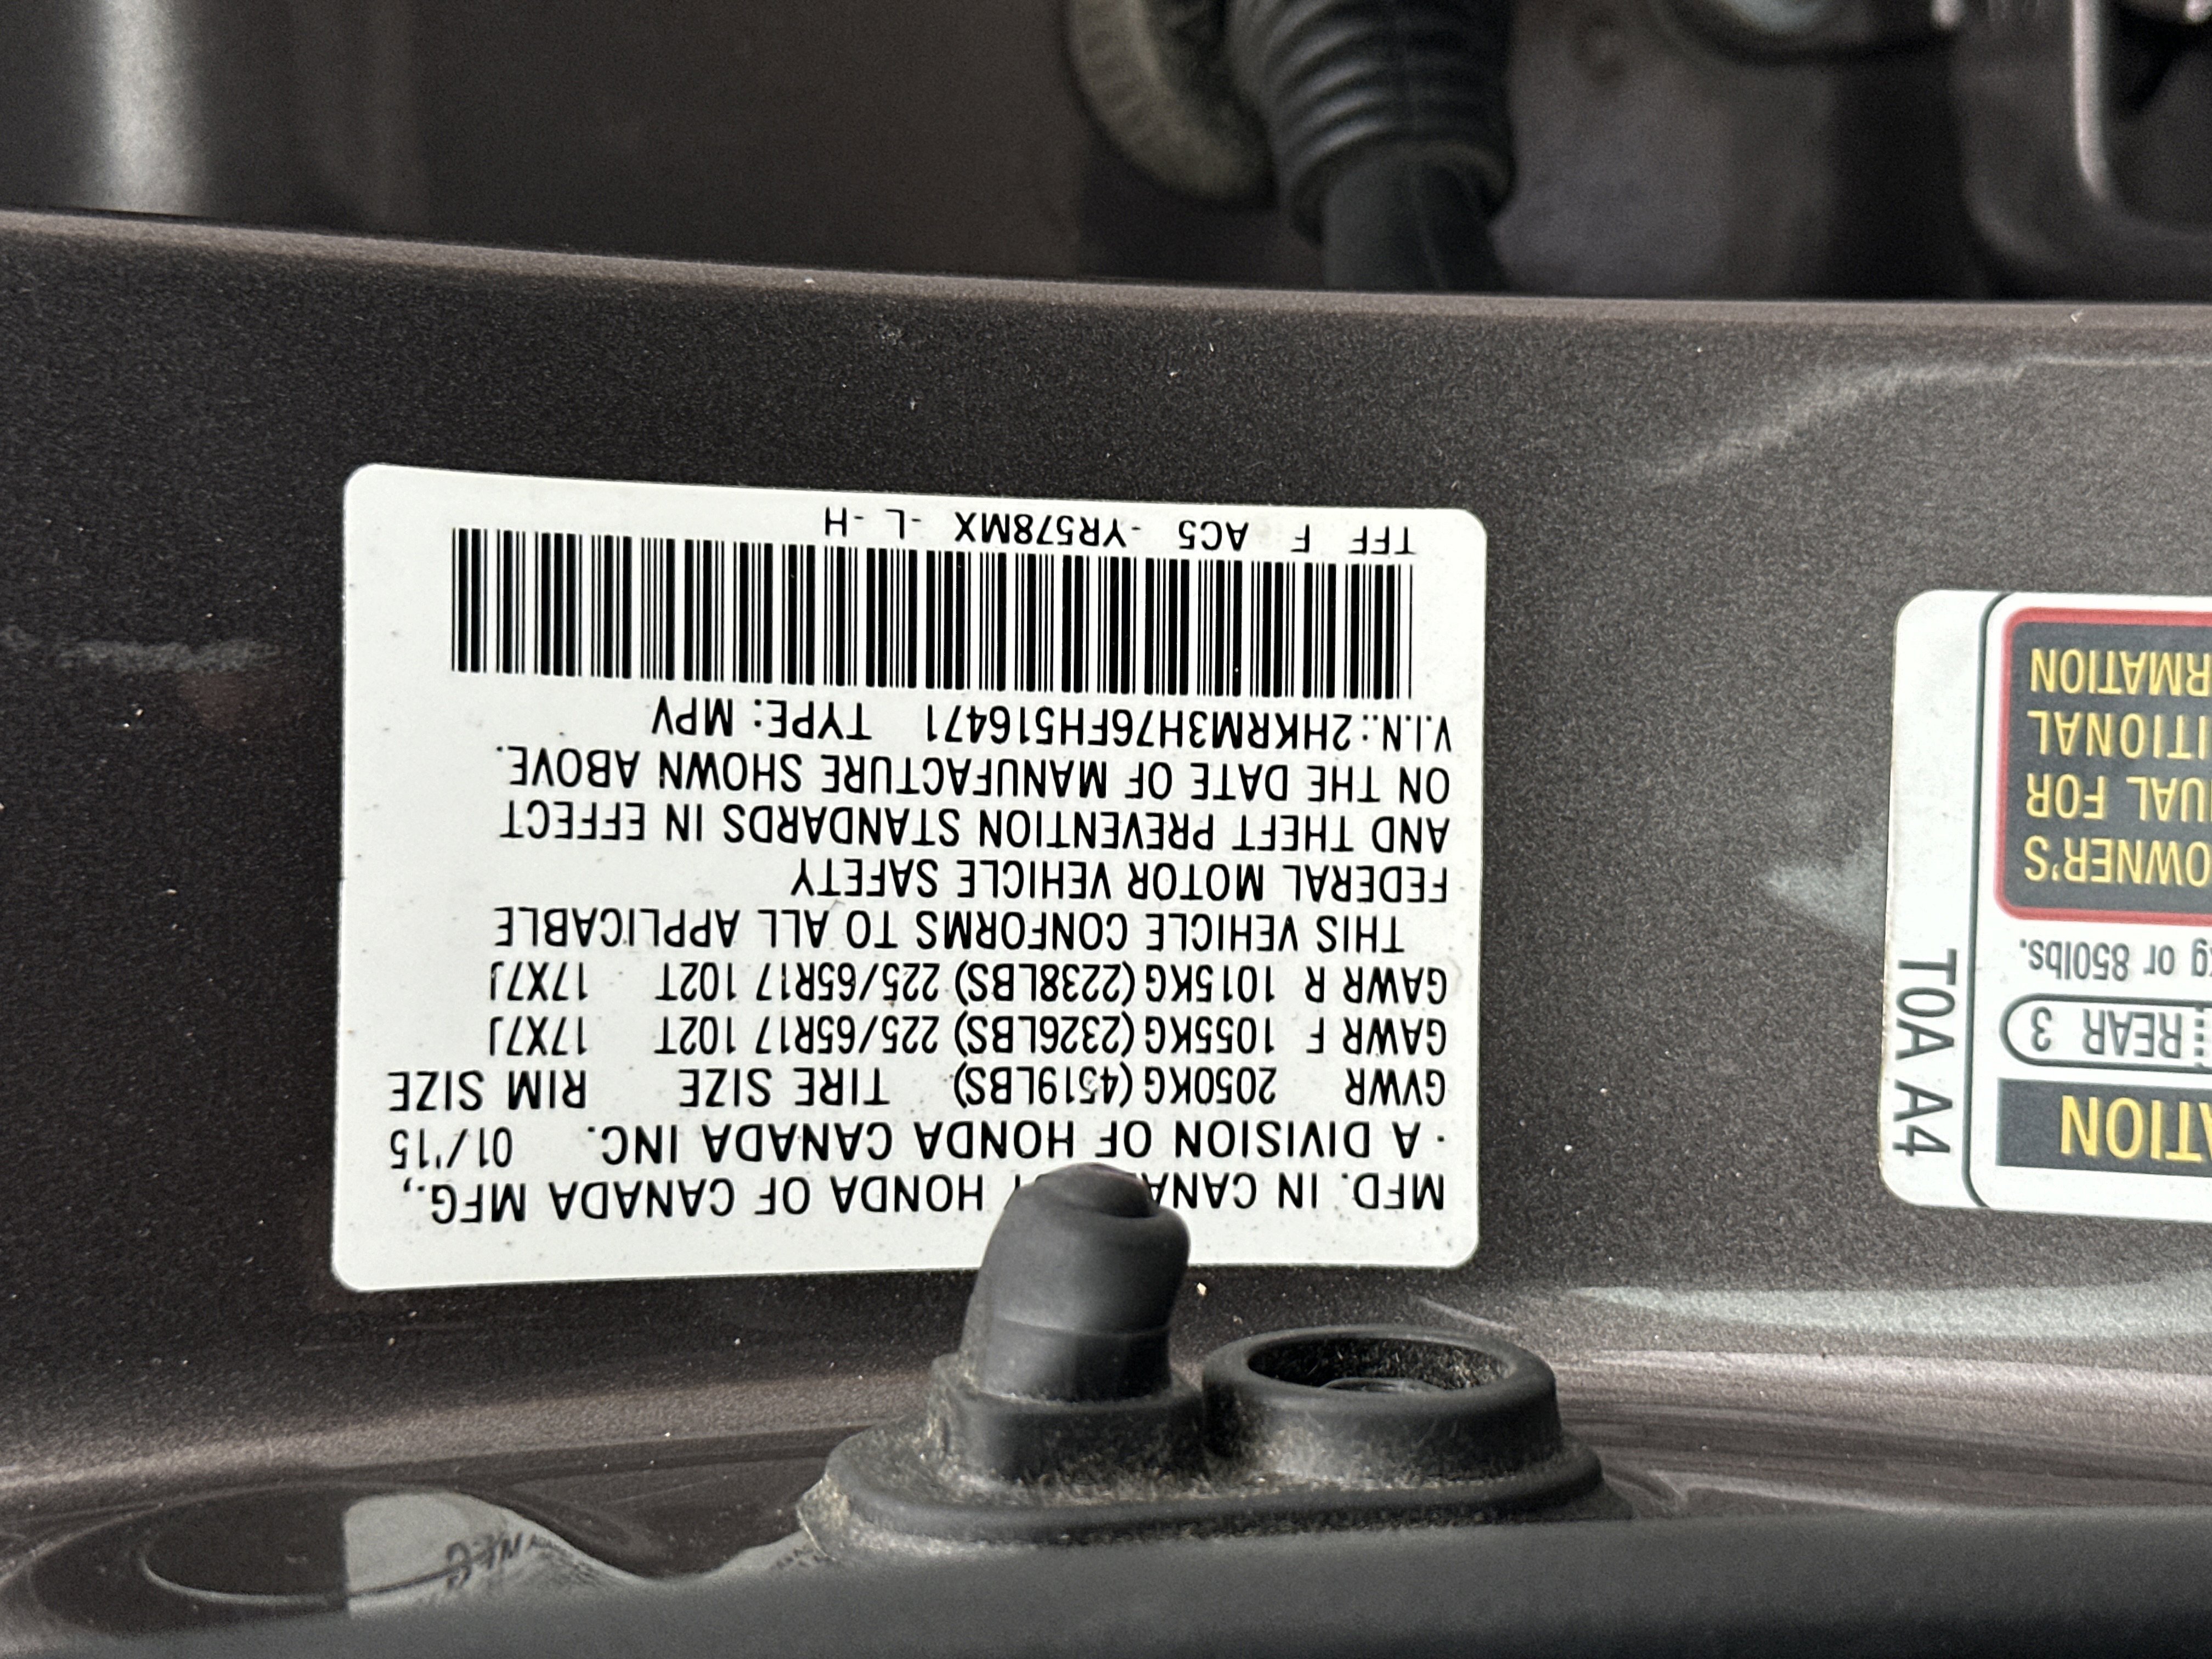 MFD. IN CANADA BY HONDA OF CANADA MFG.,
· A DIVISION OF HONDA CANADA INC. 01/'15
GVWR 2050KG (4519LBS) TIRE SIZE RIM SIZE
GAWR F 1055KG (2326LBS) 225/65R17 102T 17X7J
GAWR R 1015KG (2238LBS) 225/65R17 102T 17X7J
THIS VEHICLE CONFORMS TO ALL APPLICABLE
FEDERAL MOTOR VEHICLE SAFETY
AND THEFT PREVENTION STANDARDS IN EFFECT
ON THE DATE OF MANUFACTURE SHOWN ABOVE.
V.I.N.: 2HKRM3H76FH516471 TYPE: MPV
TFF F AC5 -YR578MX -L -H
ATION
REAR 3
kg or 850lbs.
OWNER'S
UAL FOR
ITIONAL
RMATION
T0A A4